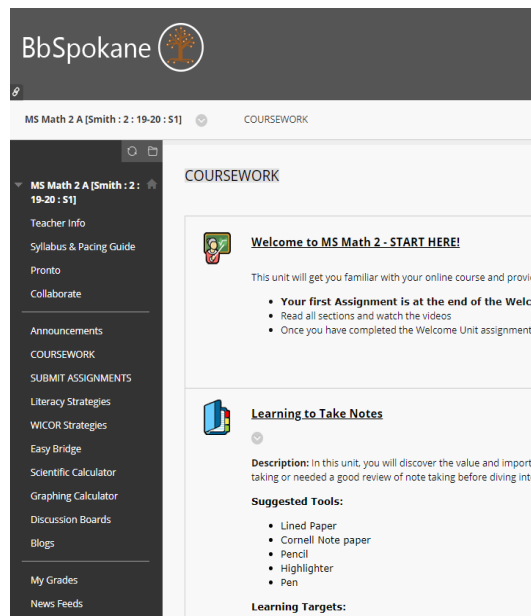 BbSpokane
MS Math 2 A [Smith : 2 : 19-20 : S1]
COURSEWORK
MS Math 2 A [Smith : 2 :
19-20 : S1]
Teacher Info
Syllabus & Pacing Guide
Pronto
Collaborate
Announcements
COURSEWORK
SUBMIT ASSIGNMENTS
Literacy Strategies
WICOR Strategies
Easy Bridge
Scientific Calculator
Graphing Calculator
Discussion Boards
Blogs
My Grades
News Feeds
COURSEWORK
Welcome to MS Math 2 - START HERE!
This unit will get you familiar with your online course and
Your first Assignment is at the end of the
Read all sections and watch the videos
Once you have completed the Welcome Unit assignment
Learning to Take Notes
Description: In this unit, you will discover the value and
taking or needed a good review of note taking before diving
Suggested Tools:
Lined Paper
Cornell Note paper
Pencil
Highlighter
Pen
Learning Targets: